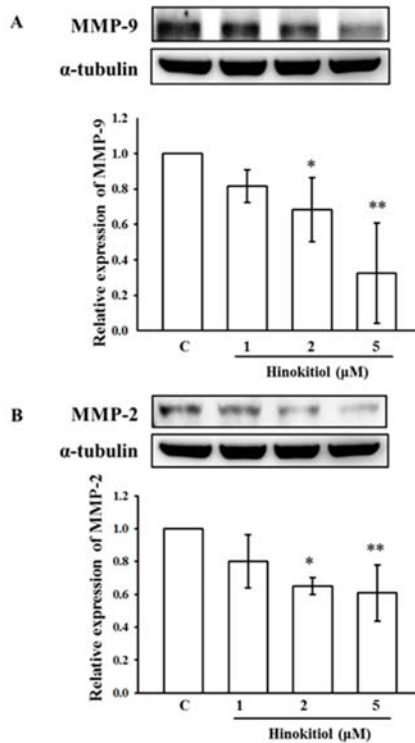 A
MMP-9
α-tubulin
Relative expression of MMP-9
1.2
1.0
0.8
0.6
0.4
0.2
0.0
*
**
C 1 2 5
Hinokitiol (μM)
B
MMP-2
α-tubulin
Relative expression of MMP-2
1.2
1.0
0.8
0.6
0.4
0.2
0.0
*
**
C 1 2 5
Hinokitiol (μM)